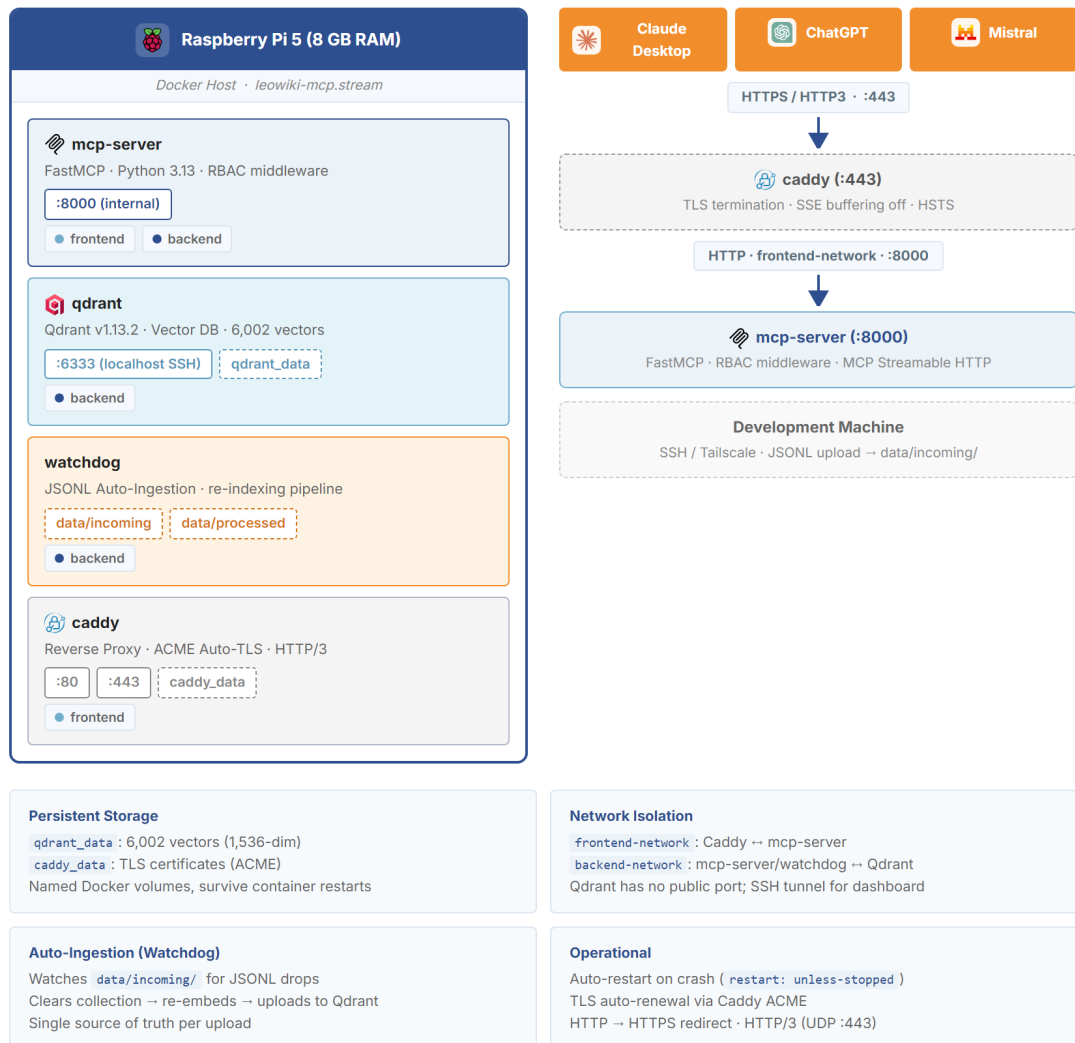 Raspberry Pi 5 (8 GB RAM)
Docker Host · leowiki-mcp.stream
mcp-server
FastMCP · Python 3.13 · RBAC middleware
:8000 (internal)
frontend backend
qdrant
Qdrant v1.13.2 · Vector DB · 6,002 vectors
:6333 (localhost SSH) qdrant_data
backend
watchdog
JSONL Auto-Ingestion · re-indexing pipeline
data/incoming data/processed
backend
caddy
Reverse Proxy · ACME Auto-TLS · HTTP/3
:80 :443 caddy_data
frontend
Claude
Desktop
ChatGPT
Mistral
HTTPS / HTTP3 · :443
caddy (:443)
TLS termination · SSE buffering off · HSTS
HTTP · frontend-network · :8000
mcp-server (:8000)
FastMCP · RBAC middleware · MCP Streamable HTTP
Development Machine
SSH / Tailscale · JSONL upload → data/incoming/
Persistent Storage
qdrant_data : 6,002 vectors (1,536-dim)
caddy_data : TLS certificates (ACME)
Named Docker volumes, survive container restarts
Network Isolation
frontend-network : Caddy ↔ mcp-server
backend-network : mcp-server/watchdog ↔ Qdrant
Qdrant has no public port; SSH tunnel for dashboard
Auto-Ingestion (Watchdog)
Watches data/incoming/ for JSONL drops
Clears collection → re-embeds → uploads to Qdrant
Single source of truth per upload
Operational
Auto-restart on crash ( restart: unless-stopped )
TLS auto-renewal via Caddy ACME
HTTP → HTTPS redirect · HTTP/3 (UDP :443)